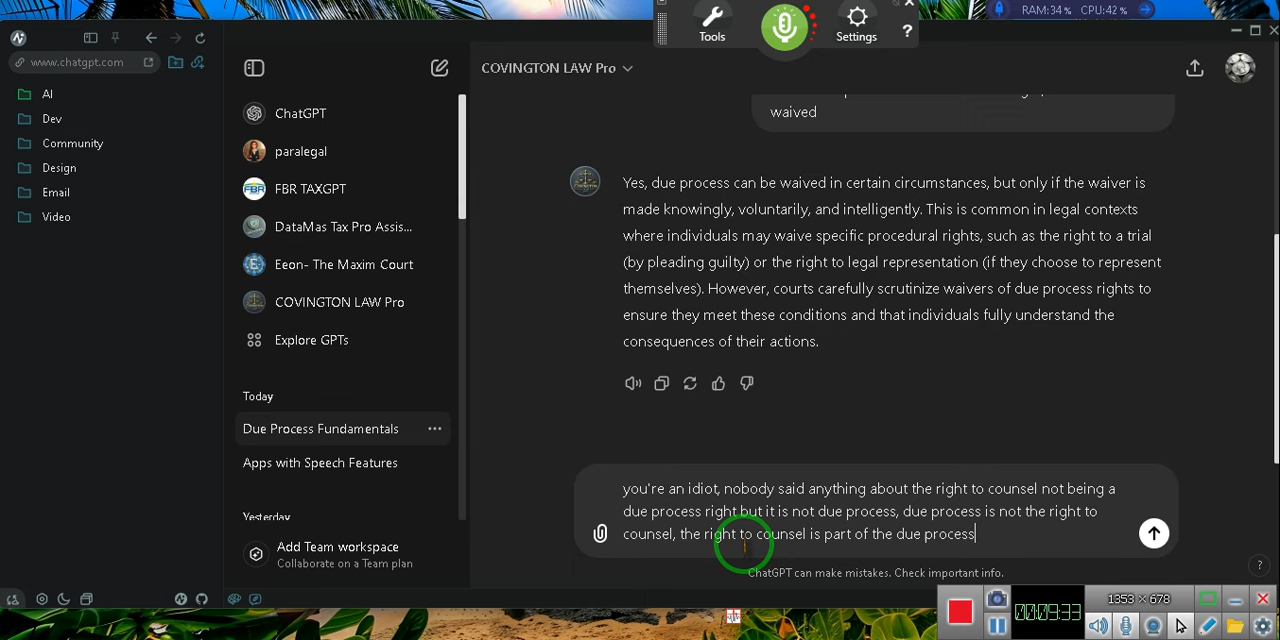 Tools
Settings
?
RAM:34% CPU:42%
www.chatgpt.com
AI
Dev
Community
Design
Email
Video
ChatGPT
paralegal
FBR TAXGPT
DataMas Tax Pro Assis...
Eeon- The Maxim Court
COVINGTON LAW Pro
Explore GPTs
Today
Due Process Fundamentals
Apps with Speech Features
Yesterday
Add Team workspace
Collaborate on a Team plan
COVINGTON LAW Pro
waived
Yes, due process can be waived in certain circumstances, but only if the waiver is
made knowingly, voluntarily, and intelligently. This is common in legal contexts
where individuals may waive specific procedural rights, such as the right to a trial
(by pleading guilty) or the right to legal representation (if they choose to represent
themselves). However, courts carefully scrutinize waivers of due process rights to
ensure they meet these conditions and that individuals fully understand the
consequences of their actions.
you're an idiot, nobody said anything about the right to counsel not being a
due process right but it is not due process, due process is not the right to
counsel, the right to counsel is part of the due process
ChatGPT can make mistakes. Check important info.
?
1353 × 678
00:09:33